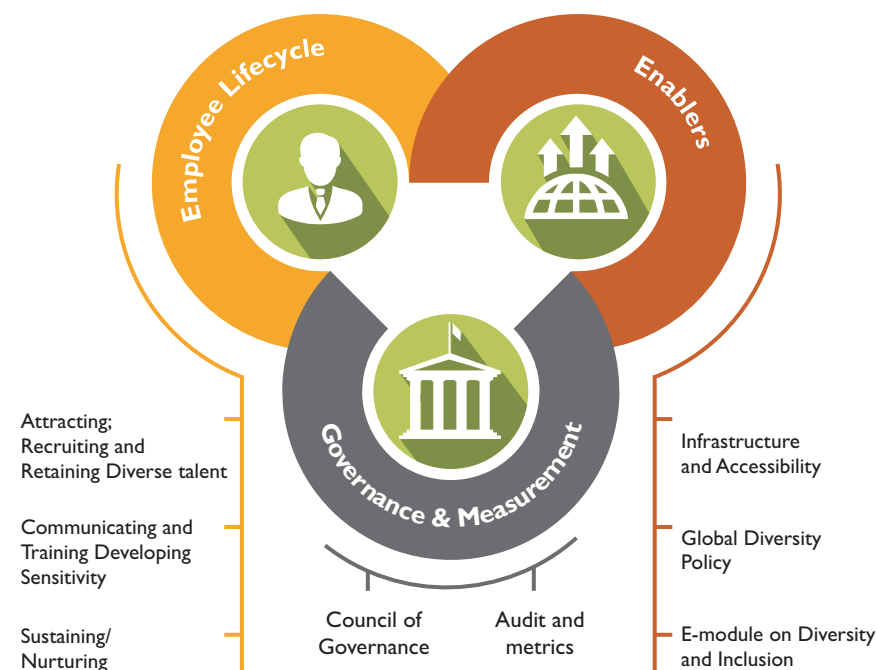 Employee Lifecycle
Enablers
Governance & Measurement
Attracting;
Recruiting and
Retaining Diverse talent
Communicating and
Training Developing
Sensitivity
Sustaining/
Nurturing
Council of
Governance
Audit and
metrics
Infrastructure
and Accessibility
Global Diversity
Policy
E-module on Diversity
and Inclusion